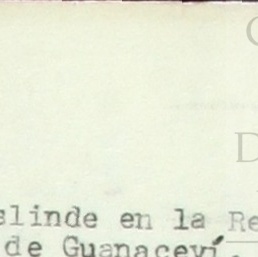 slinde en la Re
de Guanaceví.